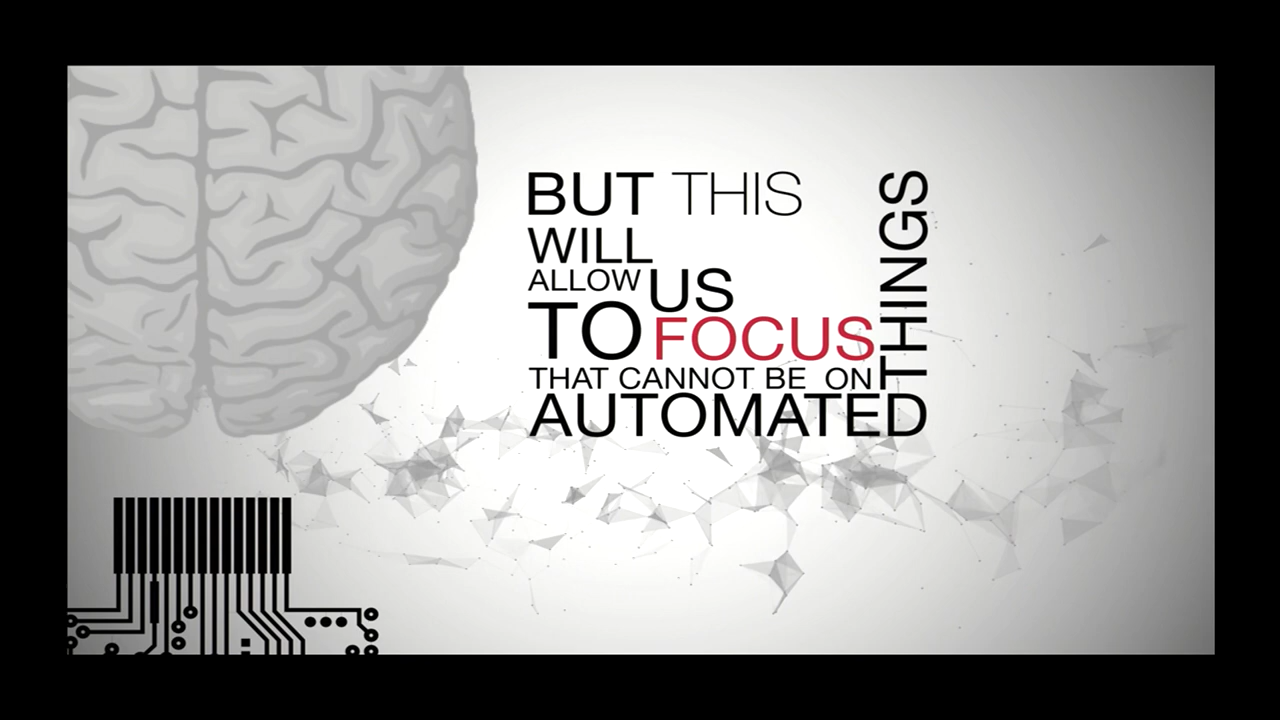 BUT THIS
WILL
ALLOW US
TO FOCUS
THAT CANNOT BE ON
THINGS
AUTOMATED